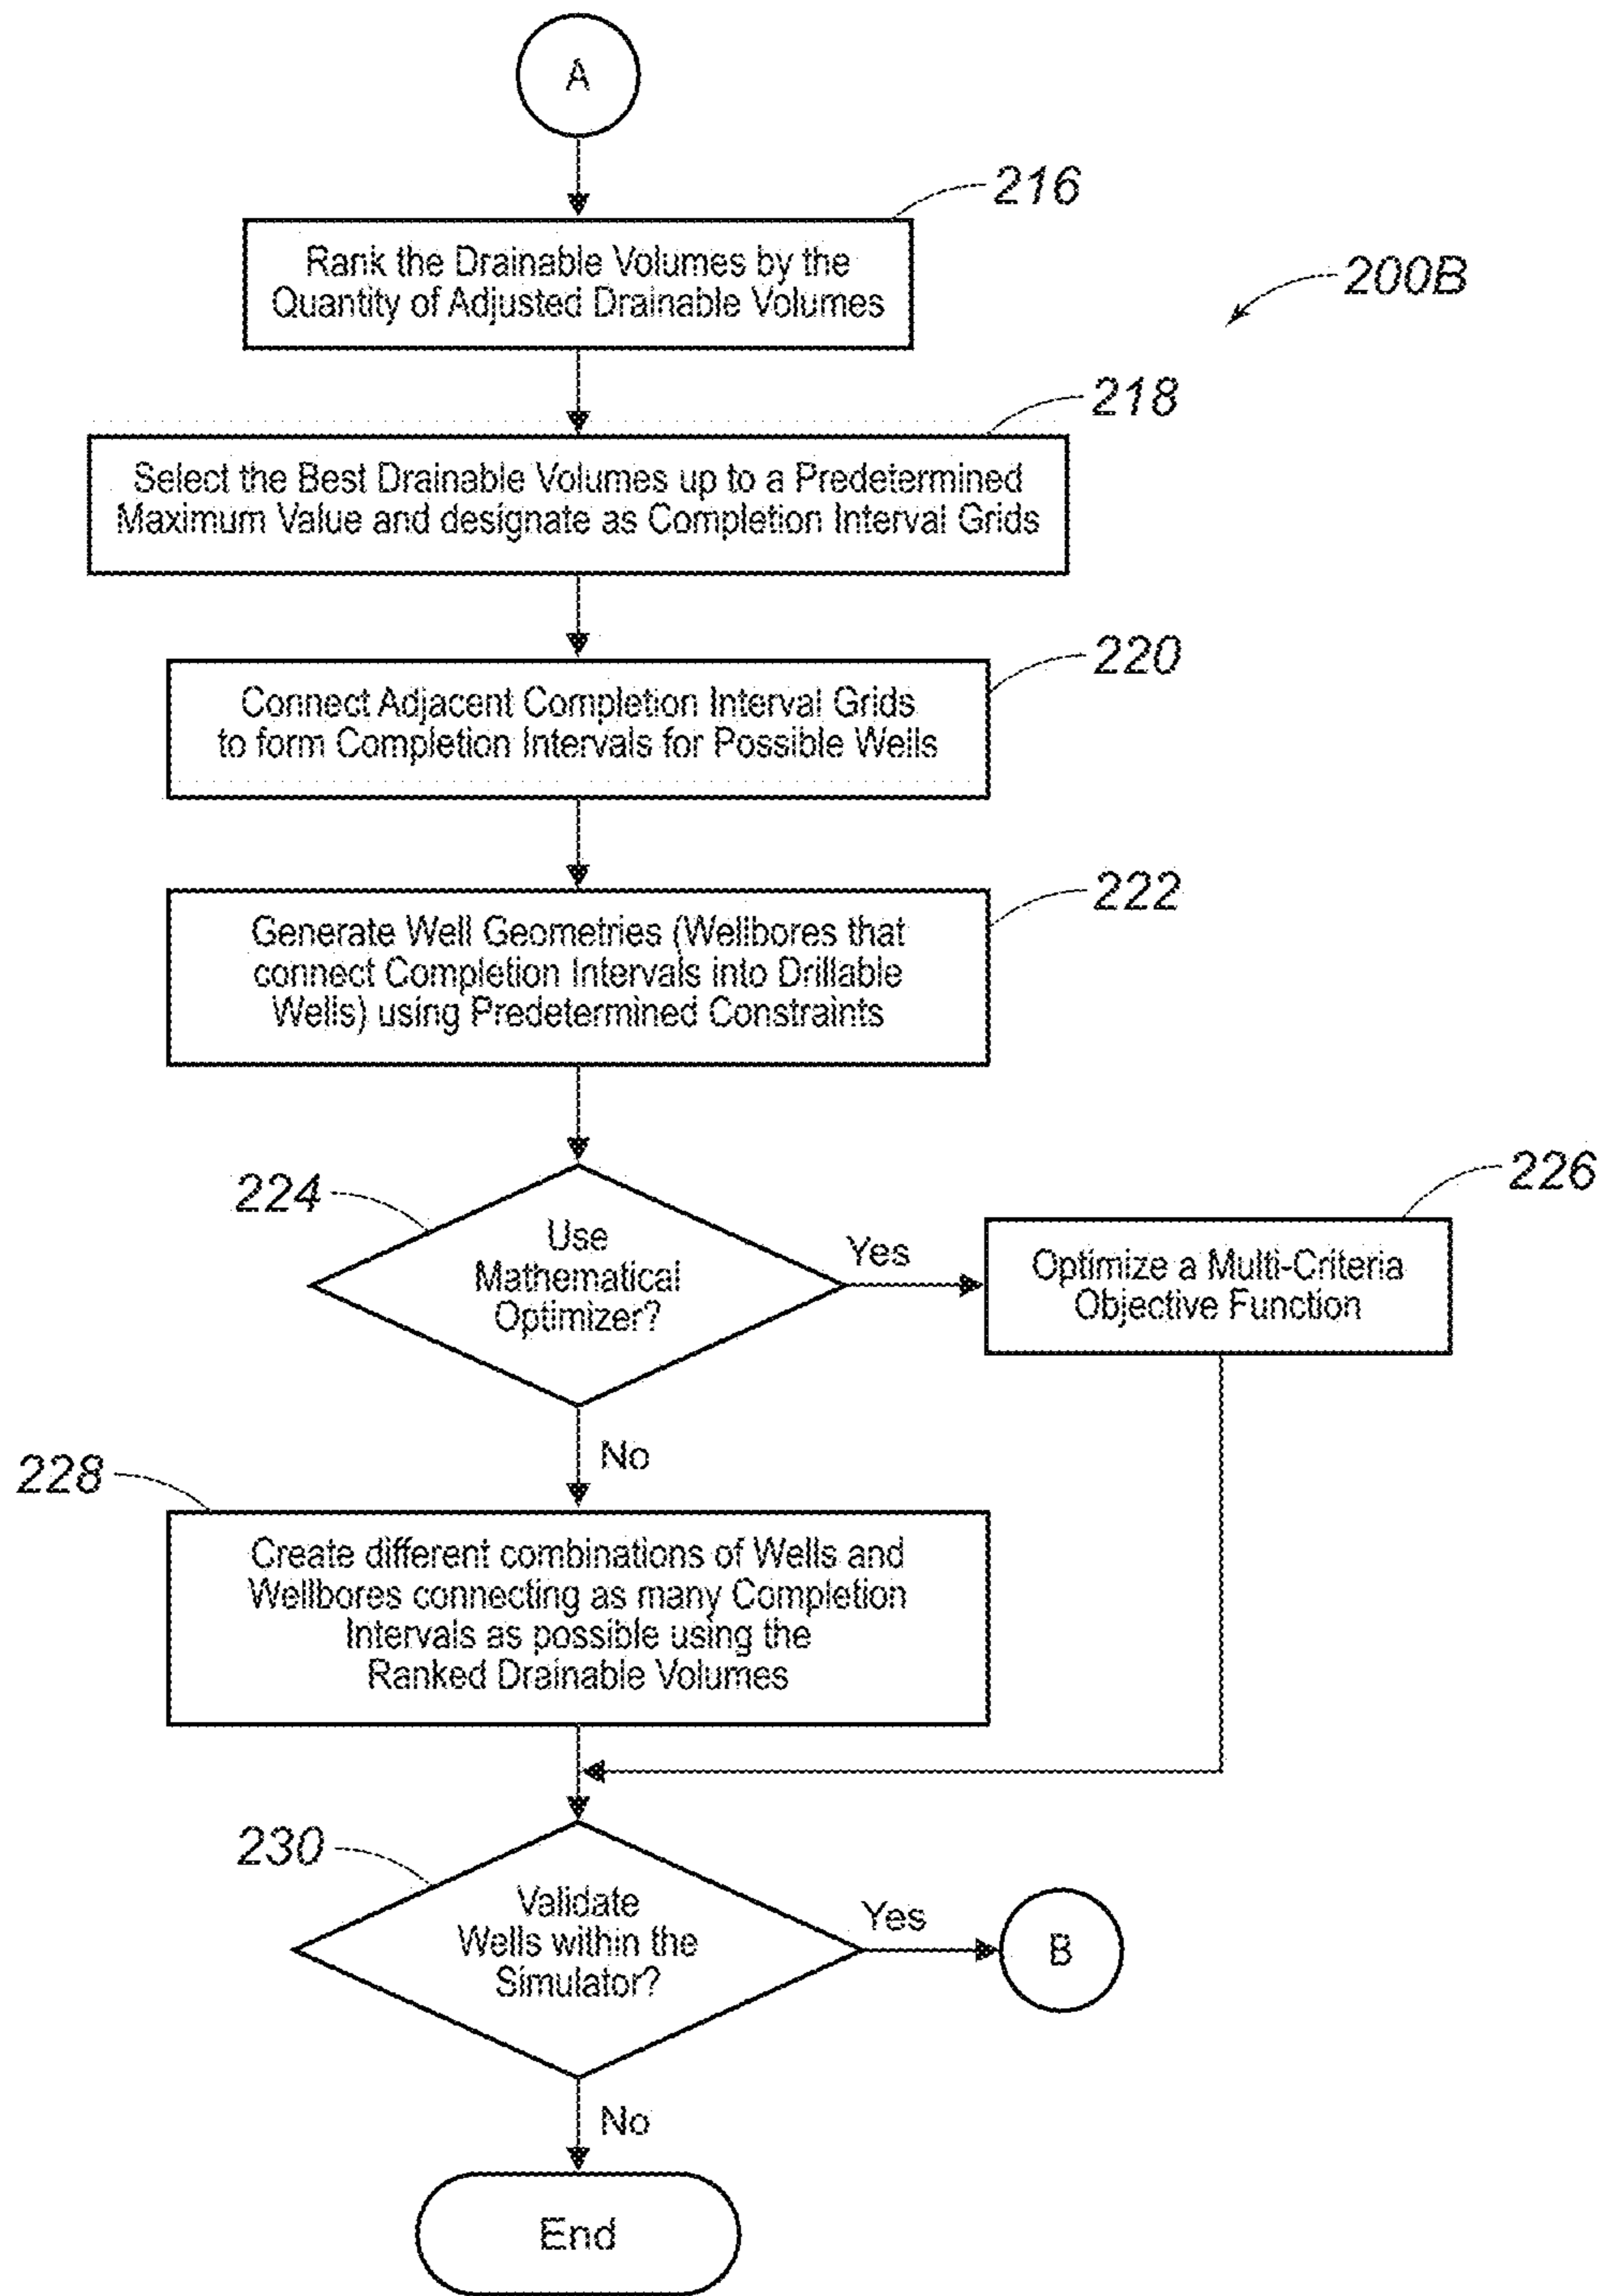 A
216
Rank the Drainable Volumes by the
Quantity of Adjusted Drainable Volumes
200B
218
Select the Best Drainable Volumes up to a Predetermined
Maximum Value and designate as Completion Interval Grids
220
Connect Adjacent Completion Interval Grids
to form Completion Intervals for Possible Wells
222
Generate Well Geometries (Wellbores that
connect Completion Intervals into Drillable
Wells) using Predetermined Constraints
224
Use
Mathematical
Optimizer?
Yes
226
Optimize a Multi-Criteria
Objective Function
No
228
Create different combinations of Wells and
Wellbores connecting as many Completion
Intervals as possible using the
Ranked Drainable Volumes
230
Validate
Wells within the
Simulator?
Yes
B
No
End